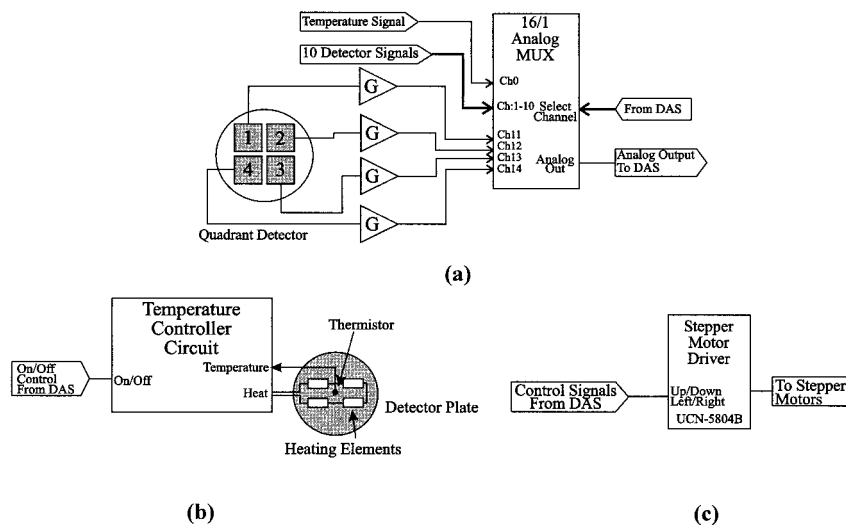 Temperature Signal
10 Detector Signals
16/1
Analog
MUX
Ch0
Ch:1-10
Select
Channel
From DAS
Ch11
Ch12
Ch13
Ch14
Analog
Out
Analog Output
To DAS
G
G
G
G
1
2
4
3
Quadrant Detector
(a)
Temperature
Controller
Circuit
Temperature
On/Off
Heat
On/Off
Control
From DAS
Thermistor
Detector Plate
Heating Elements
(b)
Stepper
Motor
Driver
Up/Down
Left/Right
UCN-5804B
Control Signals
From DAS
To Stepper
Motors
(c)